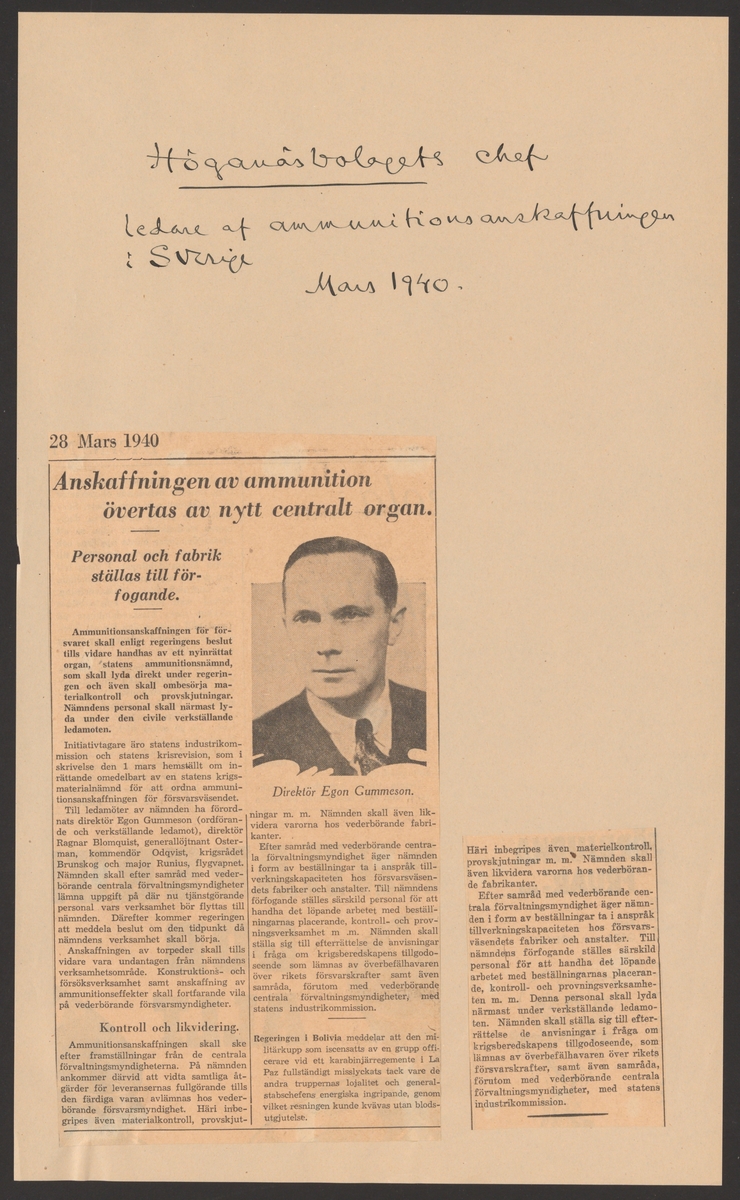 Höganäsbolagets chef
ledare af ammunitionsanskaffningen
i Sverige
Mars 1940.
28 Mars 1940
Anskaffningen av ammunition
övertas av nytt centralt organ.
Personal och fabrik
ställas till för-
fogande.
Ammunitionsanskaffningen för för-
svaret skall enligt regeringens beslut
tills vidare handhas av ett nyinrättat
organ, statens ammunitionsnämnd,
som skall lyda direkt under regerin-
gen och även skall ombesörja ma-
terialkontroll och provskjutningar.
Nämndens personal skall närmast ly-
da under den civile verkställande
ledamoten.
Initiativtagare äro statens industrikom-
mission och statens krisrevision, som i
skrivelse den 1 mars hemställt om in-
rättande omedelbart av en statens krigs-
materialnämnd för att ordna ammuni-
tionsanskaffningen för försvarsväsendet.
Till ledamöter av nämnden ha förord-
nats direktör Egon Gummeson (ordföran-
de och verkställande ledamot), direktör
Ragnar Blomquist, generallöjtnant Öster-
man, kommendör Odqvist, krigsrådet
Brunskog och major Runius, flygvapnet.
Nämnden skall efter samråd med veder-
börande centrala förvaltningsmyndigheter
lämna uppgift på där nu tjänstgörande
personal vars verksamhet bör flyttas till
nämnden. Därefter kommer regeringen
att meddela beslut om den tidpunkt då
nämndens verksamhet skall börja.
Anskaffningen av torpeder skall tills
vidare vara undantagen från nämndens
verksamhetsområde. Konstruktions- och
försöksverksamhet samt anskaffning av
ammunitionseffekter skall fortfarande vila
på vederbörande försvarsmyndigheter.
Kontroll och likvidering.
Ammunitionsanskaffningen skall ske
efter framställningar från de centrala
förvaltningsmyndigheterna. På nämnden
ankommer därvid att vidta samtliga åt-
gärder för leveransernas fullgörande tills
den färdiga varan avlämnas hos veder-
börande försvarsmyndighet. Häri inbe-
gripes även materialkontroll, provskjut-
Direktör Egon Gummeson.
ningar m. m. Nämnden skall även lik-
videra varorna hos vederbörande fabri-
kanter.
Efter samråd med vederbörande centra-
la förvaltningsmyndighet äger nämnden
i form av beställningar ta i anspråk till-
verkningskapaciteten hos försvarsväsen-
dets fabriker och anstalter. Till nämndens
förfogande ställes särskild personal för att
handha det löpande arbetet med beställ-
ningarnas placerande, kontroll- och prov-
ningsverksamhet m .m. Nämnden skall
ställa sig till efterrättelse de anvisningar
i fråga om krigsberedskapens tillgodo-
seende som lämnas av överbefälhavaren
över rikets försvarskrafter samt även
samråda, förutom med vederbörande
centrala förvaltningsmyndigheter, med
statens industrikommission.
Regeringen i Bolivia meddelar att den mi-
litärkupp som iscensatts av en grupp offi-
cerare vid ett karabinjärregemente i La
Paz fullständigt misslyckats tack vare de
andra truppernas lojalitet och general-
stabschefens energiska ingripande, genom
vilket resningen kunde kvävas utan blods-
utgjutelse.
Häri inbegripes även materielkontroll,
provskjutningar m. m. Nämnden skall
även likvidera varorna hos vederböran-
de fabrikanter.
Efter samråd med vederbörande cen-
trala förvaltningsmyndighet äger nämn-
den i form av beställningar ta i anspråk
tillverkningskapaciteten hos försvars-
väsendets fabriker och anstalter. Till
nämndens förfogande ställes särskild
personal för att handha det löpande
arbetet med beställningarnas placeran-
de, kontroll- och provningsverksamhe-
ten m. m. Denna personal skall lyda
närmast under verkställande ledamo-
ten. Nämnden skall ställa sig till efter-
rättelse de anvisningar i fråga om
krigsberedskapens tillgodoseende, som
lämnas av överbefälhavaren över rikets
försvarskrafter, samt även samråda,
förutom med vederbörande centrala
förvaltningsmyndigheter, med statens
industrikommission.